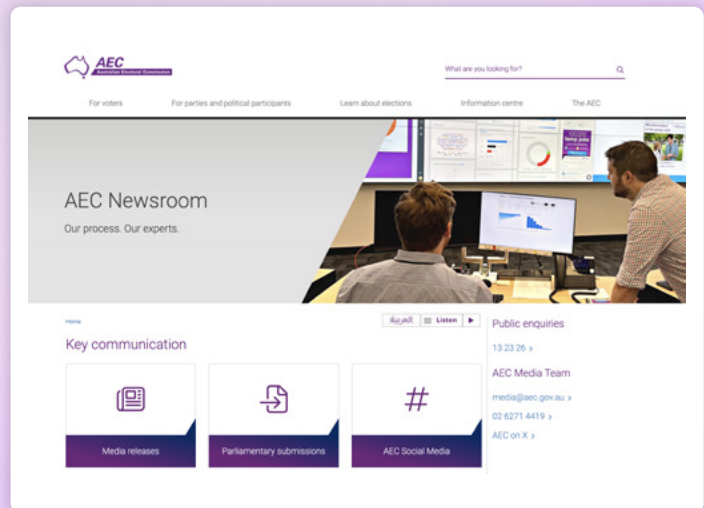 AEC
Australian Electoral Commission
What are you looking for?
For voters
For parties and political participants
Learn about elections
Information centre
The AEC
AEC Newsroom
Our process. Our experts.
Home
العربية
Listen
Public enquiries
13 23 26 >
Key communication
AEC Media Team
media@aec.gov.au >
02 6271 4419 >
AEC on X >
#
Media releases
Parliamentary submissions
AEC Social Media